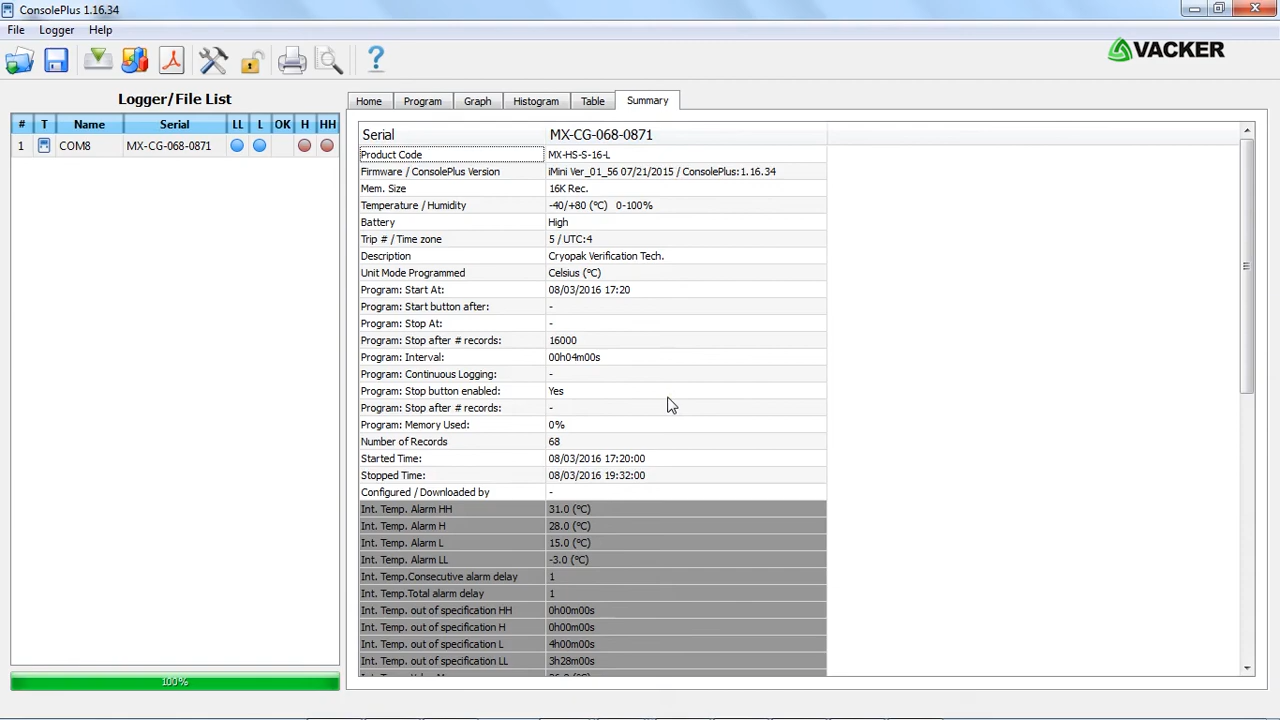 ConsolePlus 1.16.34
File Logger Help
VACKER
Logger/File List
# T Name Serial LL L OK H HH
1 COM8 MX-CG-068-0871
100%
Home Program Graph Histogram Table Summary
Serial MX-CG-068-0871
Product Code MX-HS-S-16-L
Firmware / ConsolePlus Version iMini Ver_01_56 07/21/2015 / ConsolePlus:1.16.34
Mem. Size 16K Rec.
Temperature / Humidity -40/+80 (°C) 0-100%
Battery High
Trip # / Time zone 5 / UTC:4
Description Cryopak Verification Tech.
Unit Mode Programmed Celsius (°C)
Program: Start At: 08/03/2016 17:20
Program: Start button after: -
Program: Stop At: -
Program: Stop after # records: 16000
Program: Interval: 00h04m00s
Program: Continuous Logging: -
Program: Stop button enabled: Yes
Program: Stop after # records: -
Program: Memory Used: 0%
Number of Records 68
Started Time: 08/03/2016 17:20:00
Stopped Time: 08/03/2016 19:32:00
Configured / Downloaded by -
Int. Temp. Alarm HH 31.0 (°C)
Int. Temp. Alarm H 28.0 (°C)
Int. Temp. Alarm L 15.0 (°C)
Int. Temp. Alarm LL -3.0 (°C)
Int. Temp.Consecutive alarm delay 1
Int. Temp.Total alarm delay 1
Int. Temp. out of specification HH 0h00m00s
Int. Temp. out of specification H 0h00m00s
Int. Temp. out of specification L 4h00m00s
Int. Temp. out of specification LL 3h28m00s